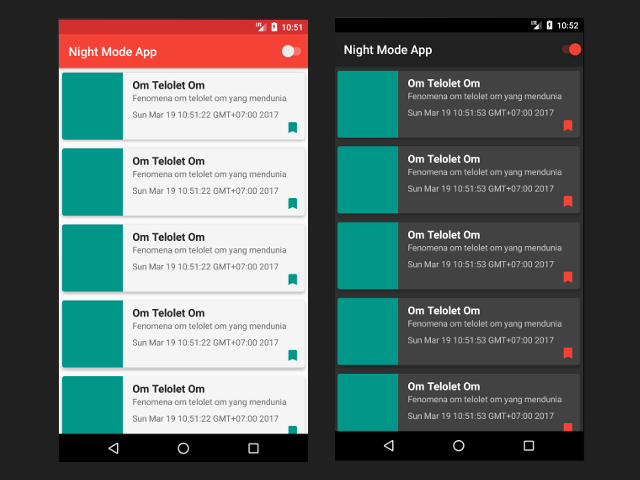 LTE 10:51
Night Mode App
Om Telolet Om
Fenomena om telolet om yang mendunia
Sun Mar 19 10:51:22 GMT+07:00 2017
Om Telolet Om
Fenomena om telolet om yang mendunia
Sun Mar 19 10:51:22 GMT+07:00 2017
Om Telolet Om
Fenomena om telolet om yang mendunia
Sun Mar 19 10:51:22 GMT+07:00 2017
Om Telolet Om
Fenomena om telolet om yang mendunia
Sun Mar 19 10:51:22 GMT+07:00 2017
Om Telolet Om
Fenomena om telolet om yang mendunia
Sun Mar 19 10:51:22 GMT+07:00 2017
LTE 10:52
Night Mode App
Om Telolet Om
Fenomena om telolet om yang mendunia
Sun Mar 19 10:51:53 GMT+07:00 2017
Om Telolet Om
Fenomena om telolet om yang mendunia
Sun Mar 19 10:51:53 GMT+07:00 2017
Om Telolet Om
Fenomena om telolet om yang mendunia
Sun Mar 19 10:51:53 GMT+07:00 2017
Om Telolet Om
Fenomena om telolet om yang mendunia
Sun Mar 19 10:51:53 GMT+07:00 2017
Om Telolet Om
Fenomena om telolet om yang mendunia
Sun Mar 19 10:51:53 GMT+07:00 2017